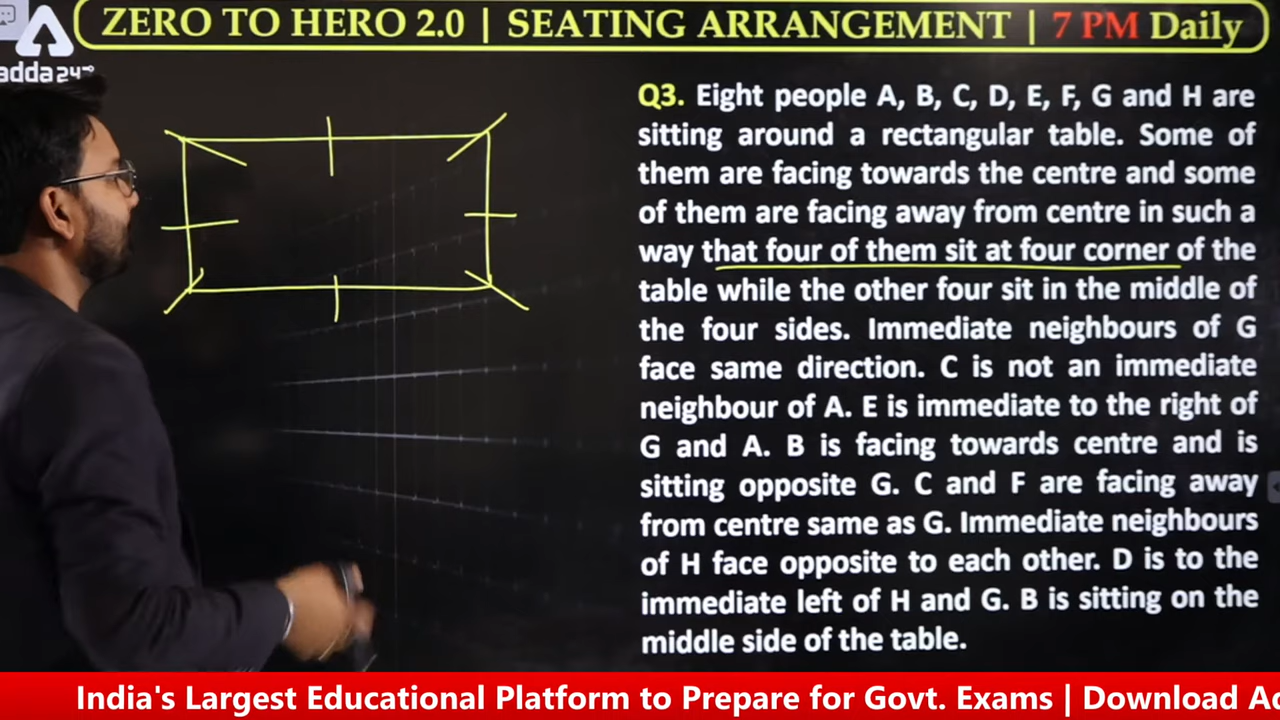 ZERO TO HERO 2.0 | SEATING ARRANGEMENT | 7 PM Daily
adda247
Q3. Eight people A, B, C, D, E, F, G and H are
sitting around a rectangular table. Some of
them are facing towards the centre and some
of them are facing away from centre in such a
way that four of them sit at four corner of the
table while the other four sit in the middle of
the four sides. Immediate neighbours of G
face same direction. C is not an immediate
neighbour of A. E is immediate to the right of
G and A. B is facing towards centre and is
sitting opposite G. C and F are facing away
from centre same as G. Immediate neighbours
of H face opposite to each other. D is to the
immediate left of H and G. B is sitting on the
middle side of the table.
India's Largest Educational Platform to Prepare for Govt. Exams | Download